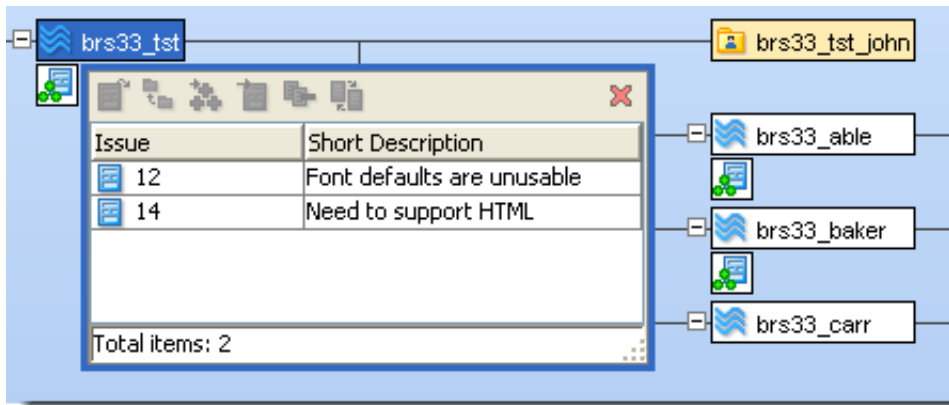 brs33_tst
brs33_tst_john
Issue Short Description
12 Font defaults are unusable
14 Need to support HTML
Total items: 2
brs33_able
brs33_baker
brs33_carr